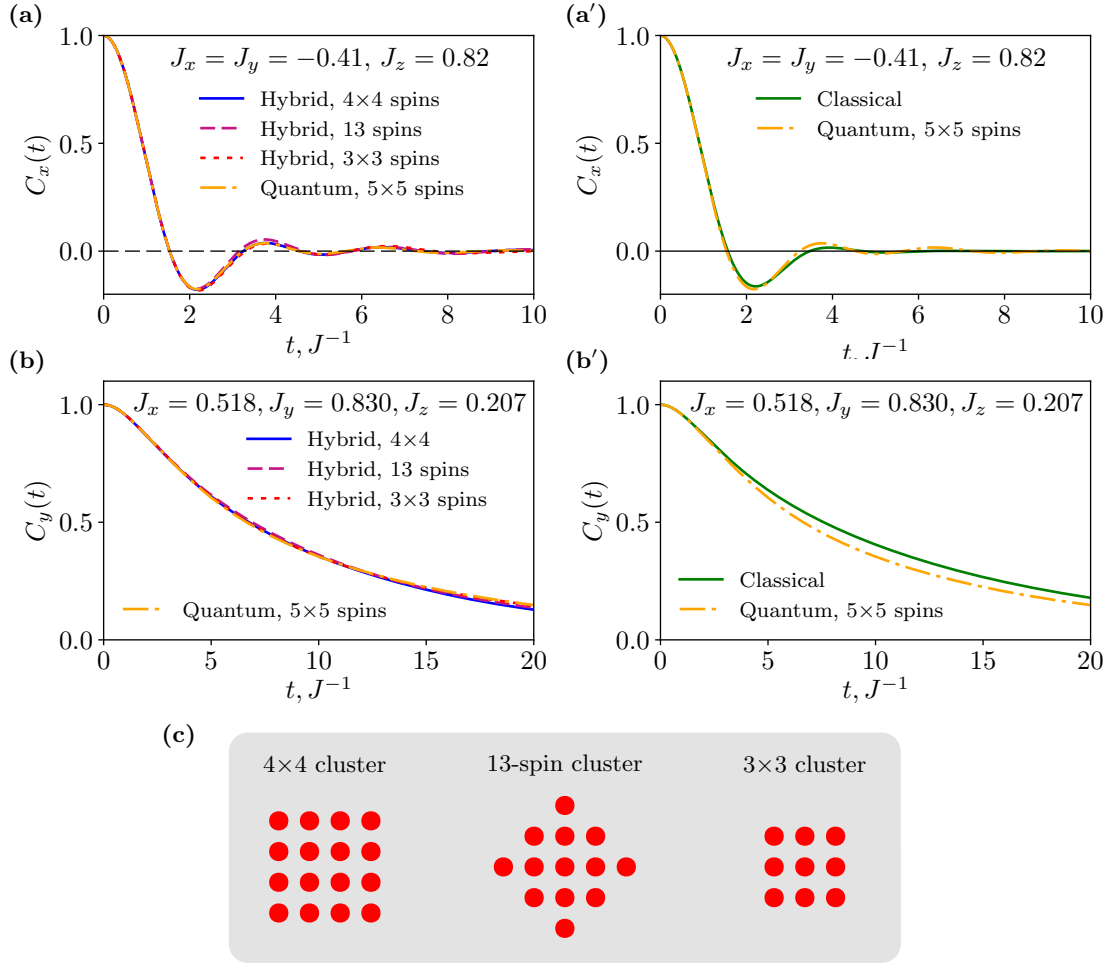 (a)
1.0
0.5
0.0
C_x(t)
J_x = J_y = −0.41, J_z = 0.82
Hybrid, 4×4 spins
Hybrid, 13 spins
Hybrid, 3×3 spins
Quantum, 5×5 spins
0 2 4 6 8 10
t, J⁻¹
(a′)
1.0
0.5
0.0
C_x(t)
J_x = J_y = −0.41, J_z = 0.82
Classical
Quantum, 5×5 spins
0 2 4 6 8 10
t, J⁻¹
(b)
1.0
0.5
0.0
C_y(t)
J_x = 0.518, J_y = 0.830, J_z = 0.207
Hybrid, 4×4
Hybrid, 13 spins
Hybrid, 3×3 spins
Quantum, 5×5 spins
0 5 10 15 20
t, J⁻¹
(b′)
1.0
0.5
0.0
C_y(t)
J_x = 0.518, J_y = 0.830, J_z = 0.207
Classical
Quantum, 5×5 spins
0 5 10 15 20
t, J⁻¹
(c)
4×4 cluster
13-spin cluster
3×3 cluster